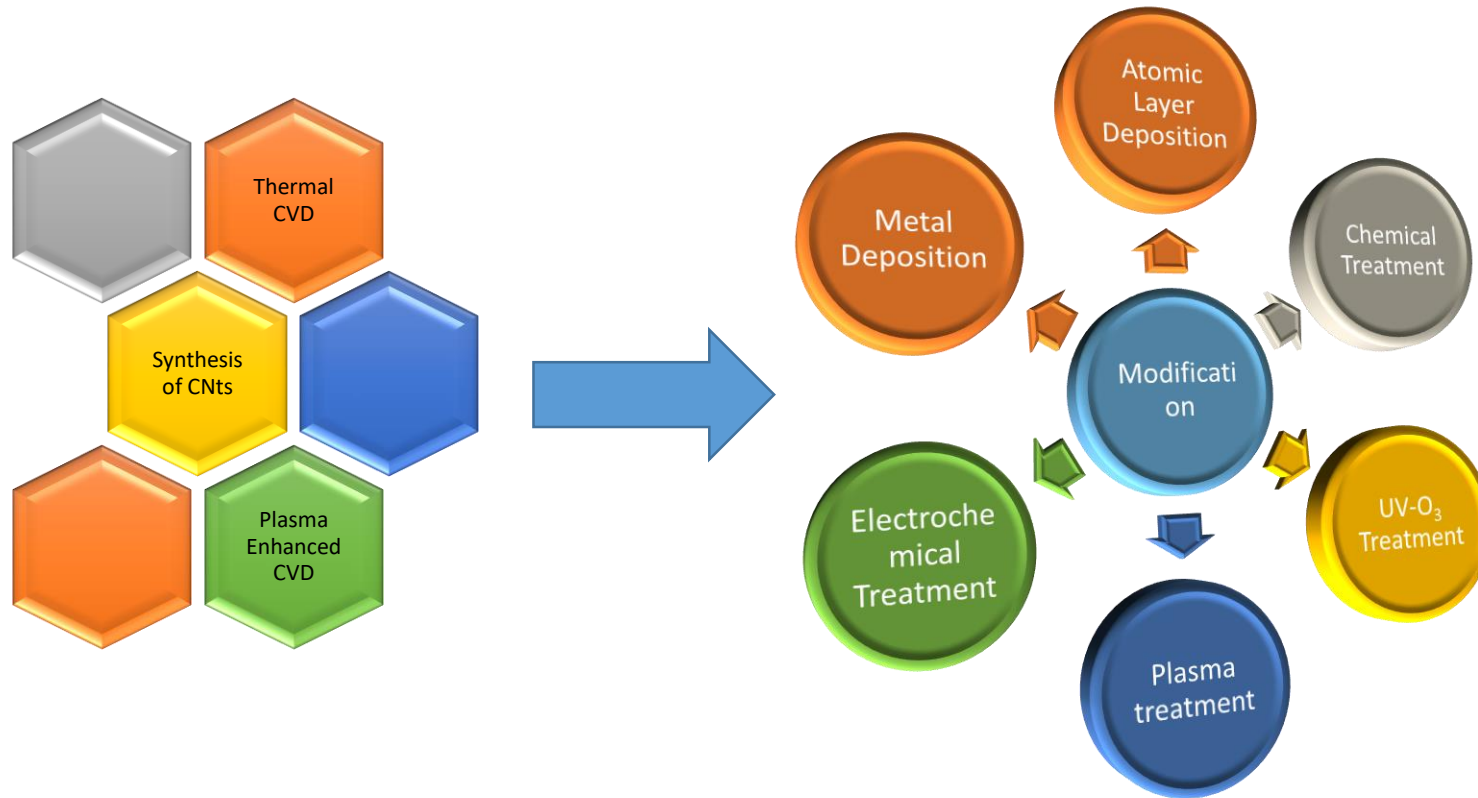 Thermal
CVD
Synthesis
of CNts
Plasma
Enhanced
CVD
Atomic
Layer
Deposition
Metal
Deposition
Chemical
Treatment
Modificati
on
UV-O₃
Treatment
Electroche
mical
Treatment
Plasma
treatment